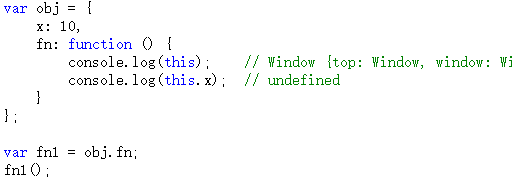 var obj = {
    x: 10,
    fn: function () {
        console.log(this);     // Window {top: Window, window: Wi
        console.log(this.x);  // undefined
    }
};

var fn1 = obj.fn;
fn1();